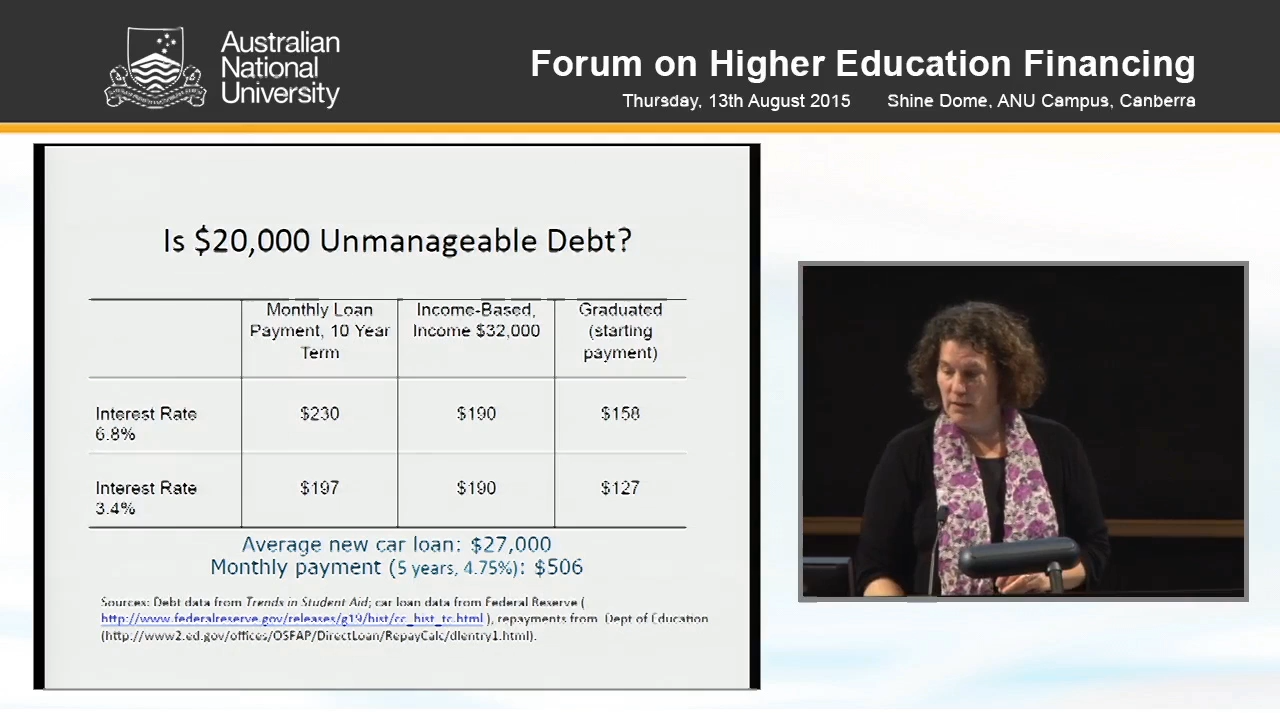 Australian
National
University
Forum on Higher Education Financing
Thursday, 13th August 2015 Shine Dome, ANU Campus, Canberra
Is $20,000 Unmanageable Debt?
Monthly Loan Payment, 10 Year Term
Income-Based, Income $32,000
Graduated (starting payment)
Interest Rate 6.8% $230 $190 $158
Interest Rate 3.4% $197 $190 $127
Average new car loan: $27,000
Monthly payment (5 years, 4.75%): $506
Sources: Debt data from Trends in Student Aid; car loan data from Federal Reserve (
http://www.federalreserve.gov/releases/g19/hist/cc_hist_tc.html ), repayments from Dept of Education
(http://www2.ed.gov/offices/OSFAP/DirectLoan/RepayCalc/dlentry1.html).